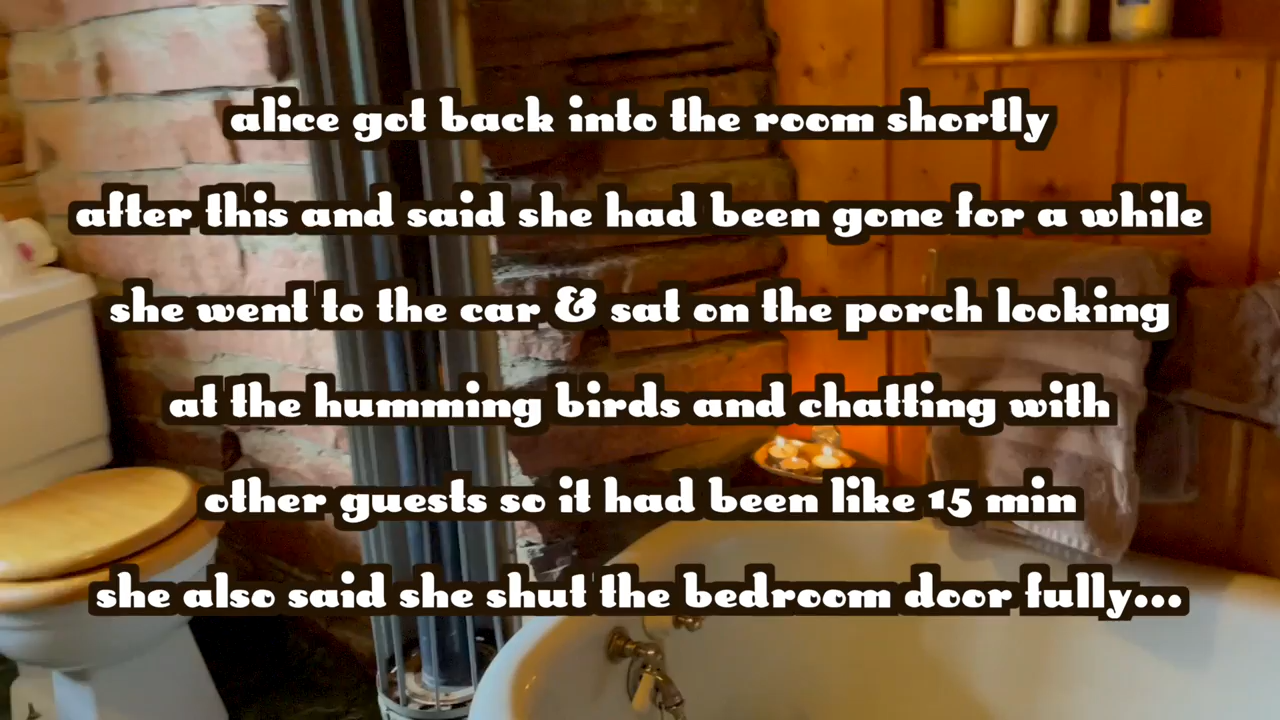 alice got back into the room shortly
after this and said she had been gone for a while
she went to the car & sat on the porch looking
at the humming birds and chatting with
other guests so it had been like 15 min
she also said she shut the bedroom door fully...